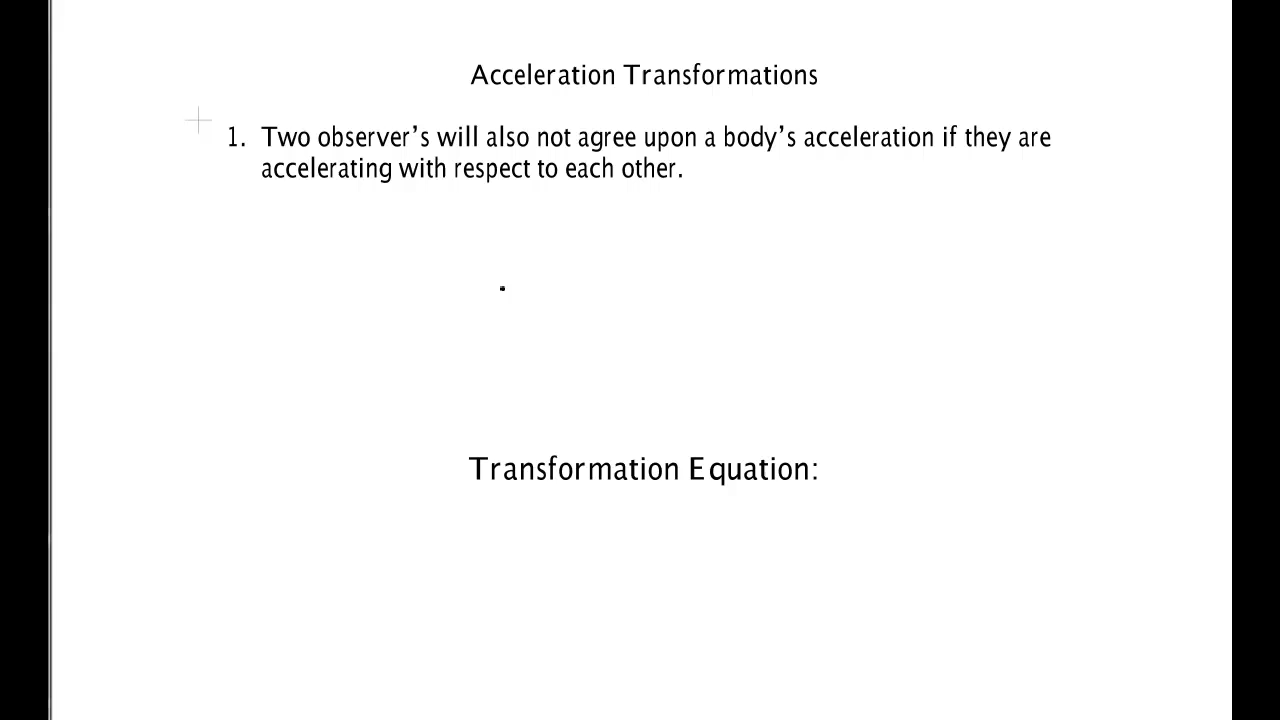 Acceleration Transformations
1. Two observer’s will also not agree upon a body’s acceleration if they are
accelerating with respect to each other.
Transformation Equation: